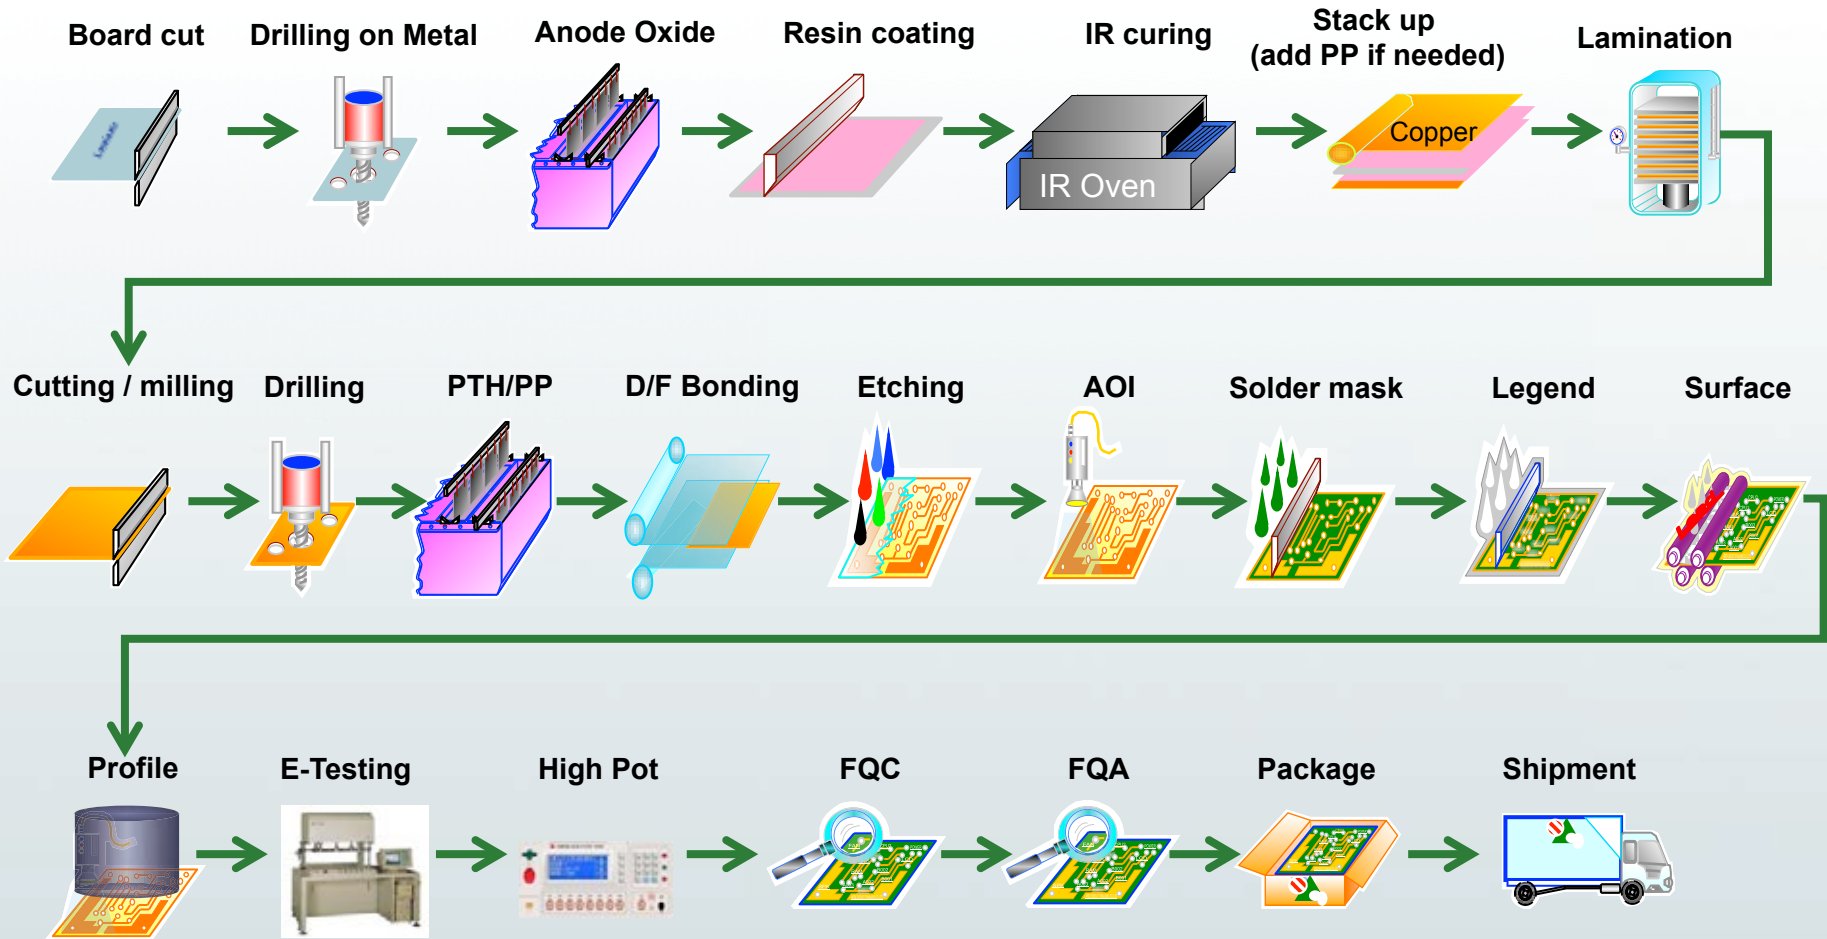 Board cut
Drilling on Metal
Anode Oxide
Resin coating
IR curing
Stack up
(add PP if needed)
Lamination
Copper
IR Oven
Cutting / milling
Drilling
PTH/PP
D/F Bonding
Etching
AOI
Solder mask
Legend
Surface
Profile
E-Testing
High Pot
FQC
FQA
Package
Shipment